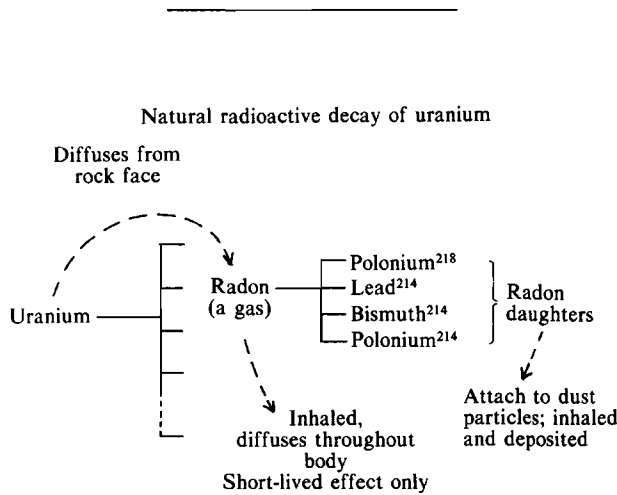 Natural radioactive decay of uranium
Diffuses from
rock face
Uranium
Radon
(a gas)
Polonium²¹⁸
Lead²¹⁴
Bismuth²¹⁴
Polonium²¹⁴
Radon
daughters
Inhaled,
diffuses throughout
body
Short-lived effect only
Attach to dust
particles; inhaled
and deposited